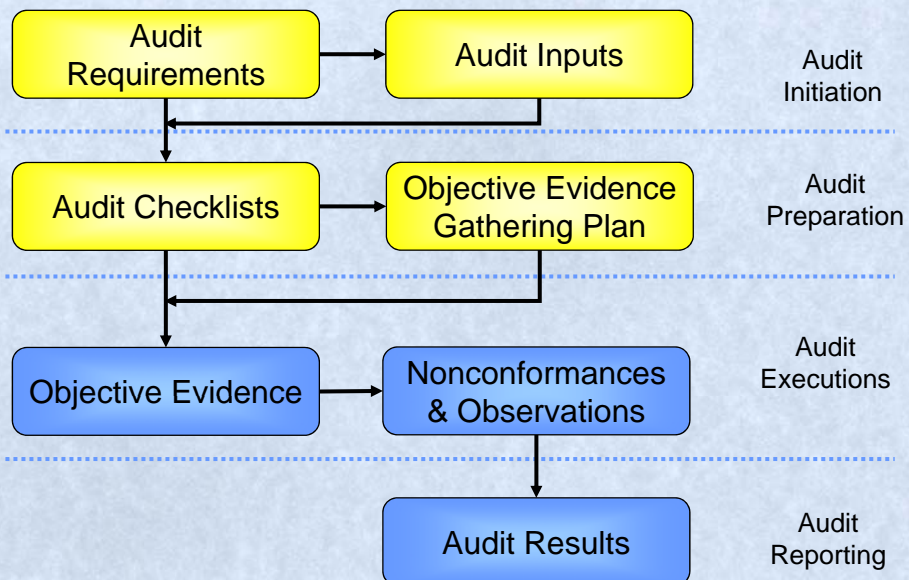 Audit
Requirements
Audit Inputs
Audit
Initiation
Audit Checklists
Objective Evidence
Gathering Plan
Audit
Preparation
Objective Evidence
Nonconformances
& Observations
Audit
Executions
Audit Results
Audit
Reporting